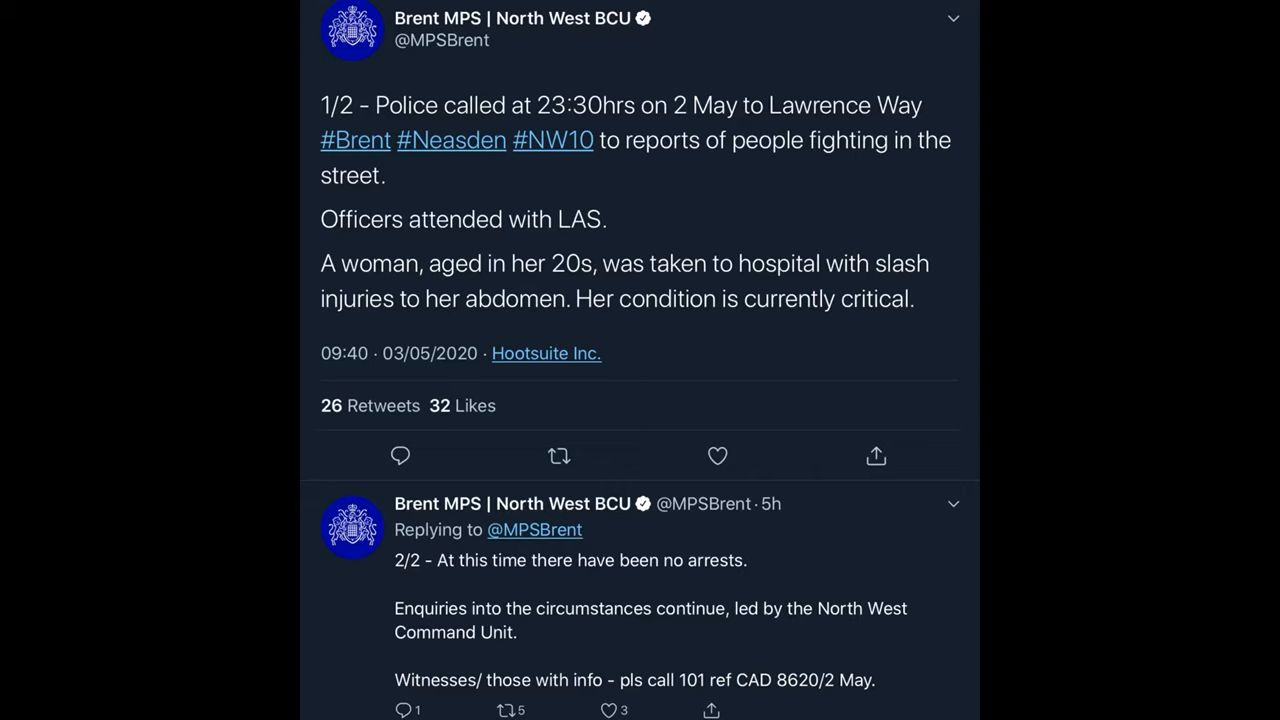 Brent MPS | North West BCU
@MPSBrent
1/2 - Police called at 23:30hrs on 2 May to Lawrence Way
#Brent #Neasden #NW10 to reports of people fighting in the
street.
Officers attended with LAS.
A woman, aged in her 20s, was taken to hospital with slash
injuries to her abdomen. Her condition is currently critical.
09:40 · 03/05/2020 · Hootsuite Inc.
26 Retweets 32 Likes
Brent MPS | North West BCU @MPSBrent · 5h
Replying to @MPSBrent
2/2 - At this time there have been no arrests.
Enquiries into the circumstances continue, led by the North West
Command Unit.
Witnesses/ those with info - pls call 101 ref CAD 8620/2 May.
1 5 3